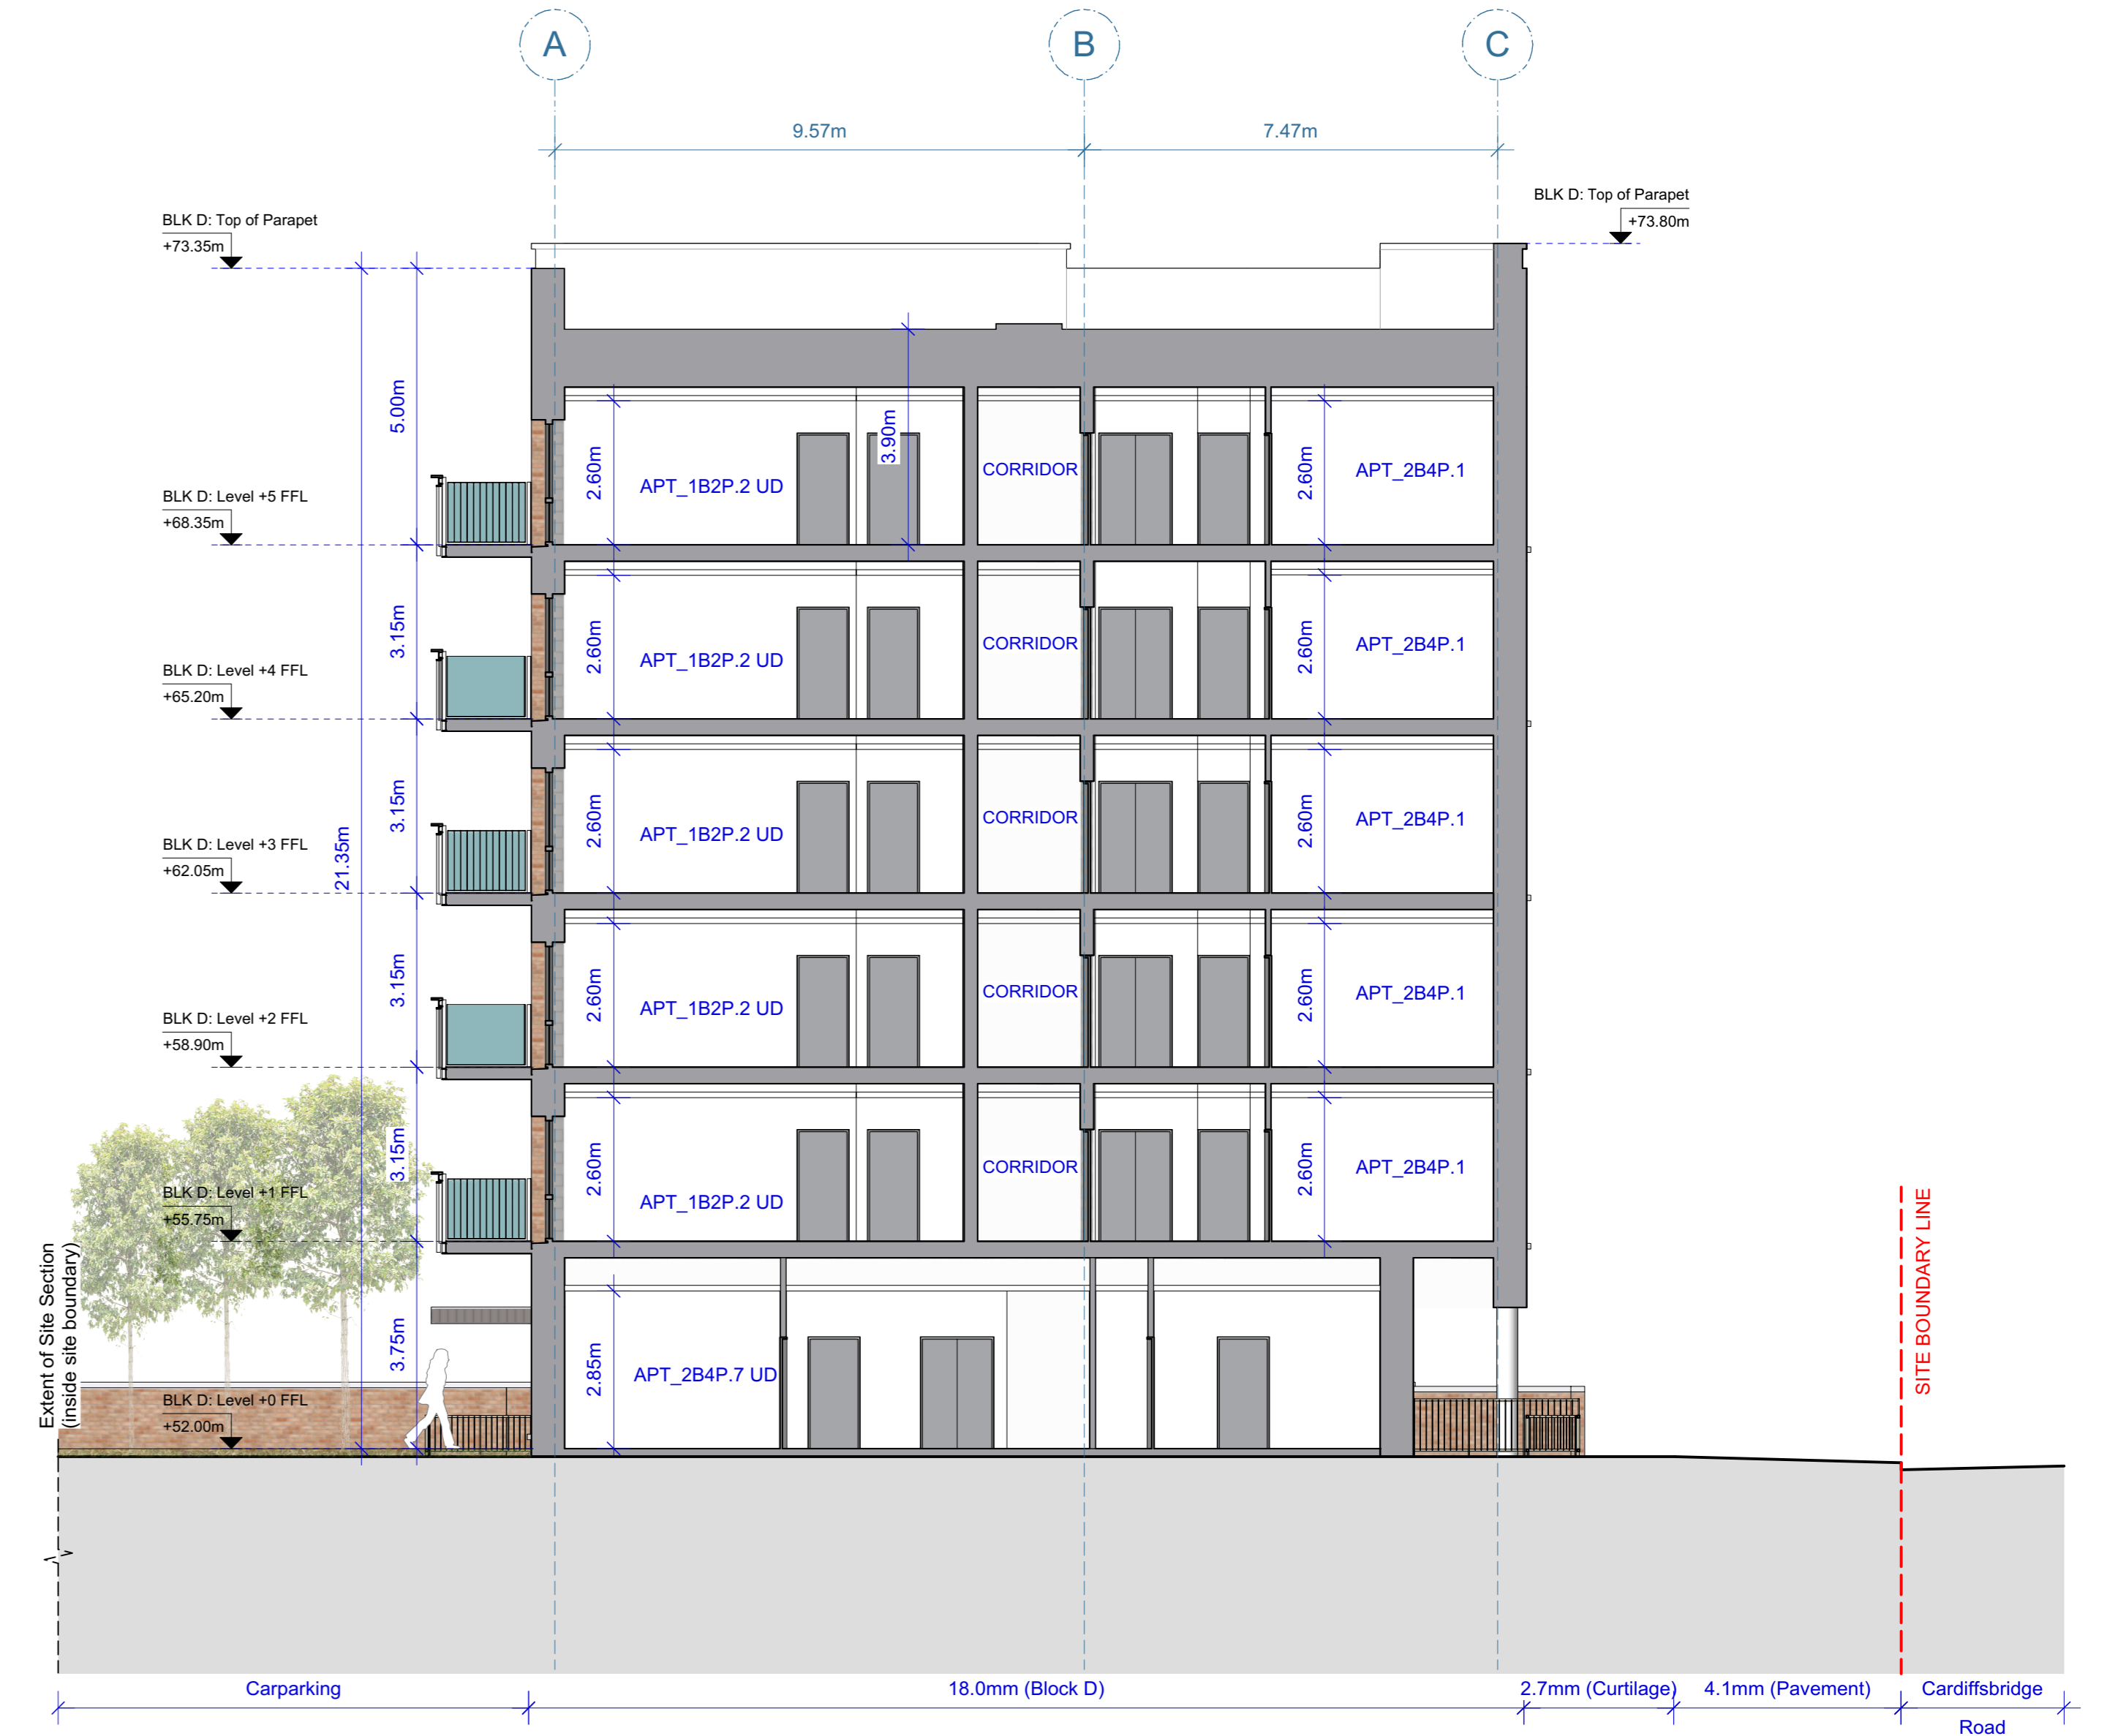 A
B
C
9.57m
7.47m
BLK D: Top of Parapet
+73.80m
BLK D: Top of Parapet
+73.35m
5.00m
3.90m
2.60m
APT_1B2P.2 UD
CORRIDOR
2.60m
APT_2B4P.1
BLK D: Level +5 FFL
+68.35m
3.15m
2.60m
APT_1B2P.2 UD
CORRIDOR
2.60m
APT_2B4P.1
BLK D: Level +4 FFL
+65.20m
21.35m
3.15m
2.60m
APT_1B2P.2 UD
CORRIDOR
2.60m
APT_2B4P.1
BLK D: Level +3 FFL
+62.05m
3.15m
2.60m
APT_1B2P.2 UD
CORRIDOR
2.60m
APT_2B4P.1
BLK D: Level +2 FFL
+58.90m
3.15m
2.60m
APT_1B2P.2 UD
CORRIDOR
2.60m
APT_2B4P.1
BLK D: Level +1 FFL
+55.75m
Extent of Site Section
(inside site boundary)
3.75m
2.85m
APT_2B4P.7 UD
SITE BOUNDARY LINE
BLK D: Level +0 FFL
+52.00m
Carparking
18.0mm (Block D)
2.7mm (Curtilage)
4.1mm (Pavement)
Cardiffsbridge
Road